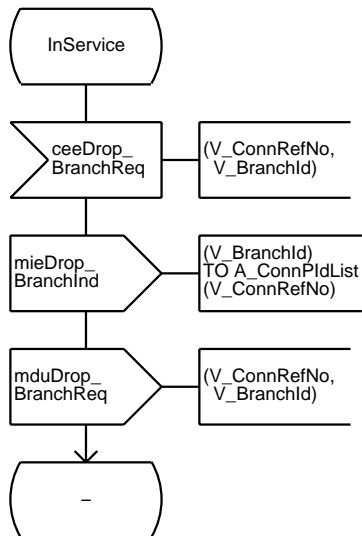 InService
ceeDrop_
BranchReq
(V_ConnRefNo,
V_BranchId)
mieDrop_
BranchInd
(V_BranchId)
TO A_ConnPIdList
(V_ConnRefNo)
mduDrop_
BranchReq
(V_ConnRefNo,
V_BranchId)
–